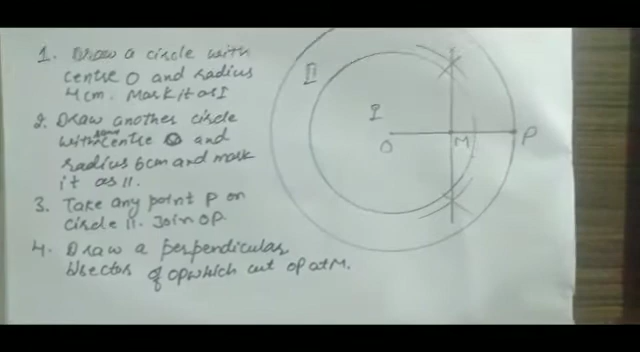 1. Draw a circle with
centre O and radius
4 cm. Mark it as I
2. Draw another circle
with same centre O and
radius 6cm and mark
it as II.
3. Take any point P on
circle II. Join OP.
4. Draw a perpendicular
bisector of OP which cut OP at M.
II
I
O
M
P